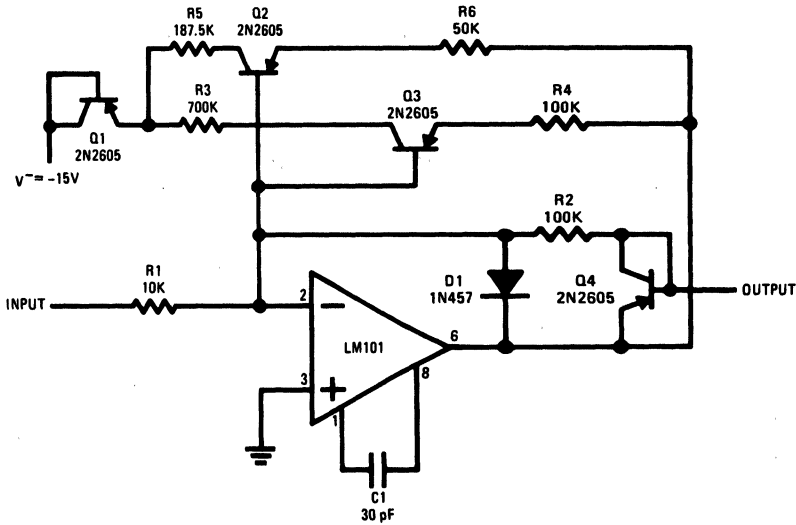 R5
187.5K
Q2
2N2605
R6
50K
R3
700K
Q3
2N2605
R4
100K
Q1
2N2605
V⁻= -15V
R2
100K
R1
10K
D1
1N457
Q4
2N2605
INPUT
OUTPUT
2
6
LM101
3
8
1
C1
30 pF